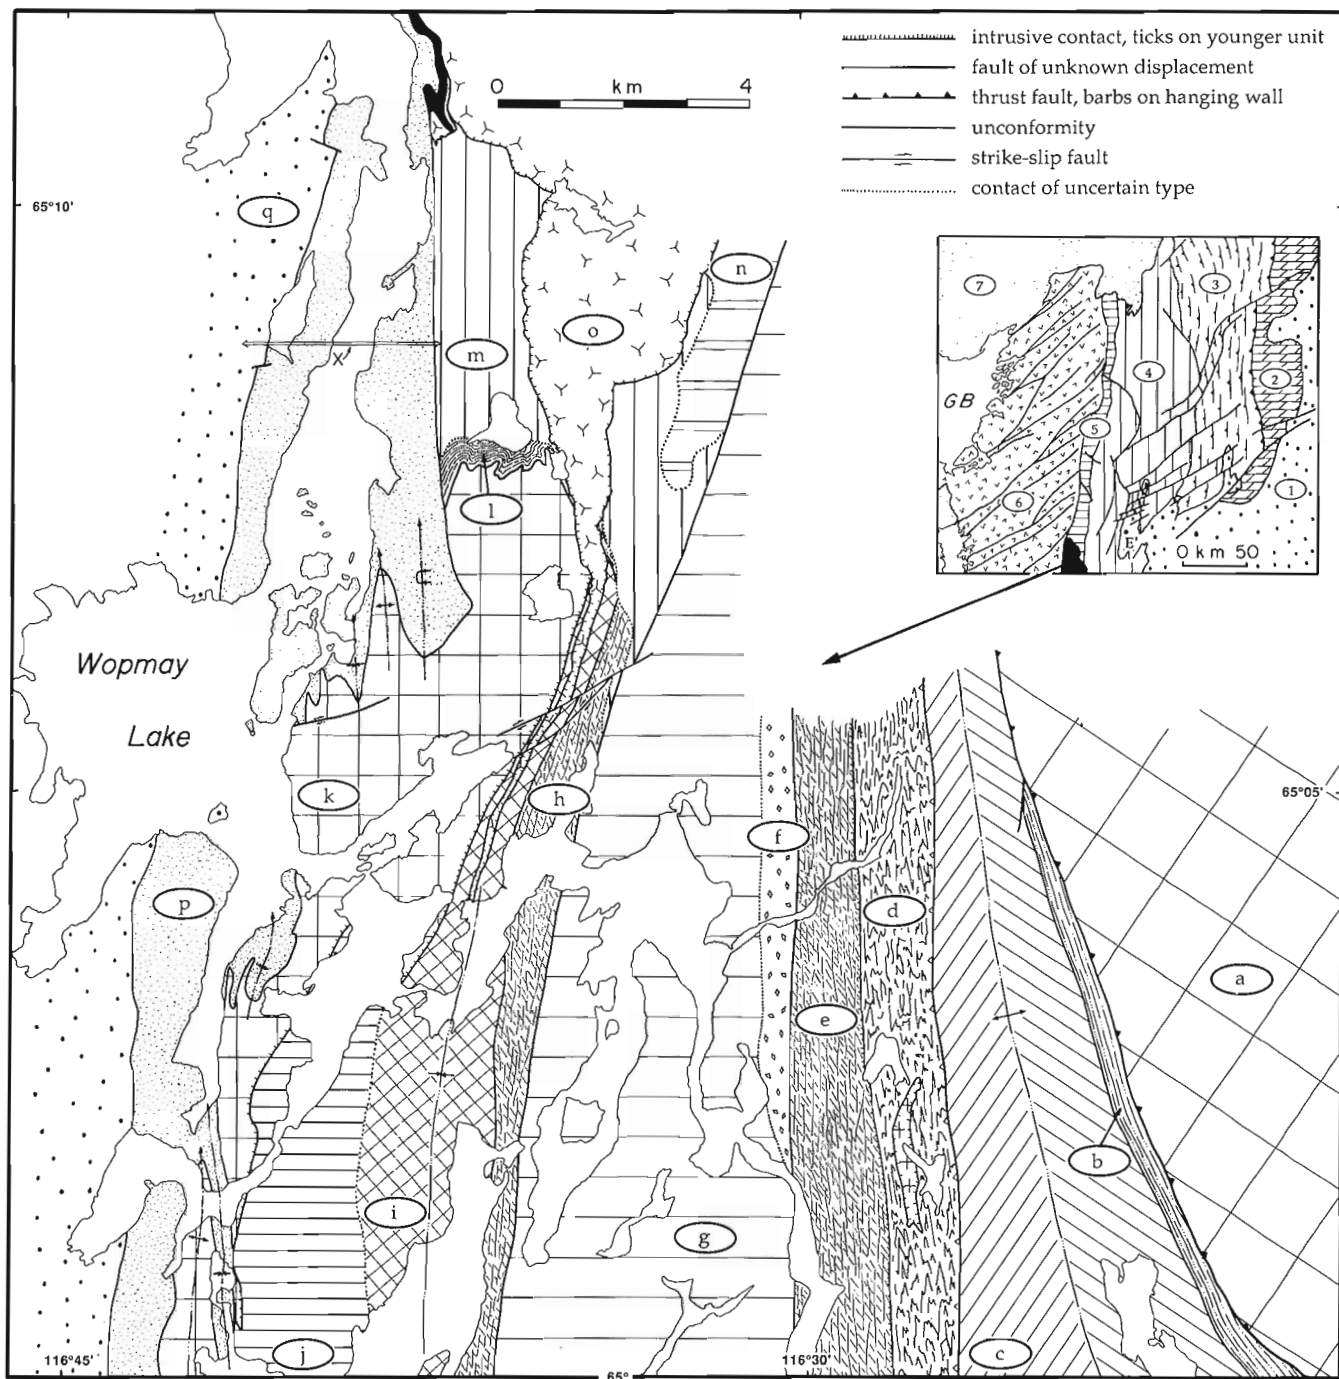 intrusive contact, ticks on younger unit
0 km 4
fault of unknown displacement
thrust fault, barbs on hanging wall
unconformity
strike-slip fault
contact of uncertain type
65°10'
q
n
7
3
o
x
m
4
2
GB
5
l
6
1
E
0 km 50
Wopmay
Lake
k
h
65°05'
f
p
d
a
e
b
i
g
j
c
116°45'
116°30'
65°